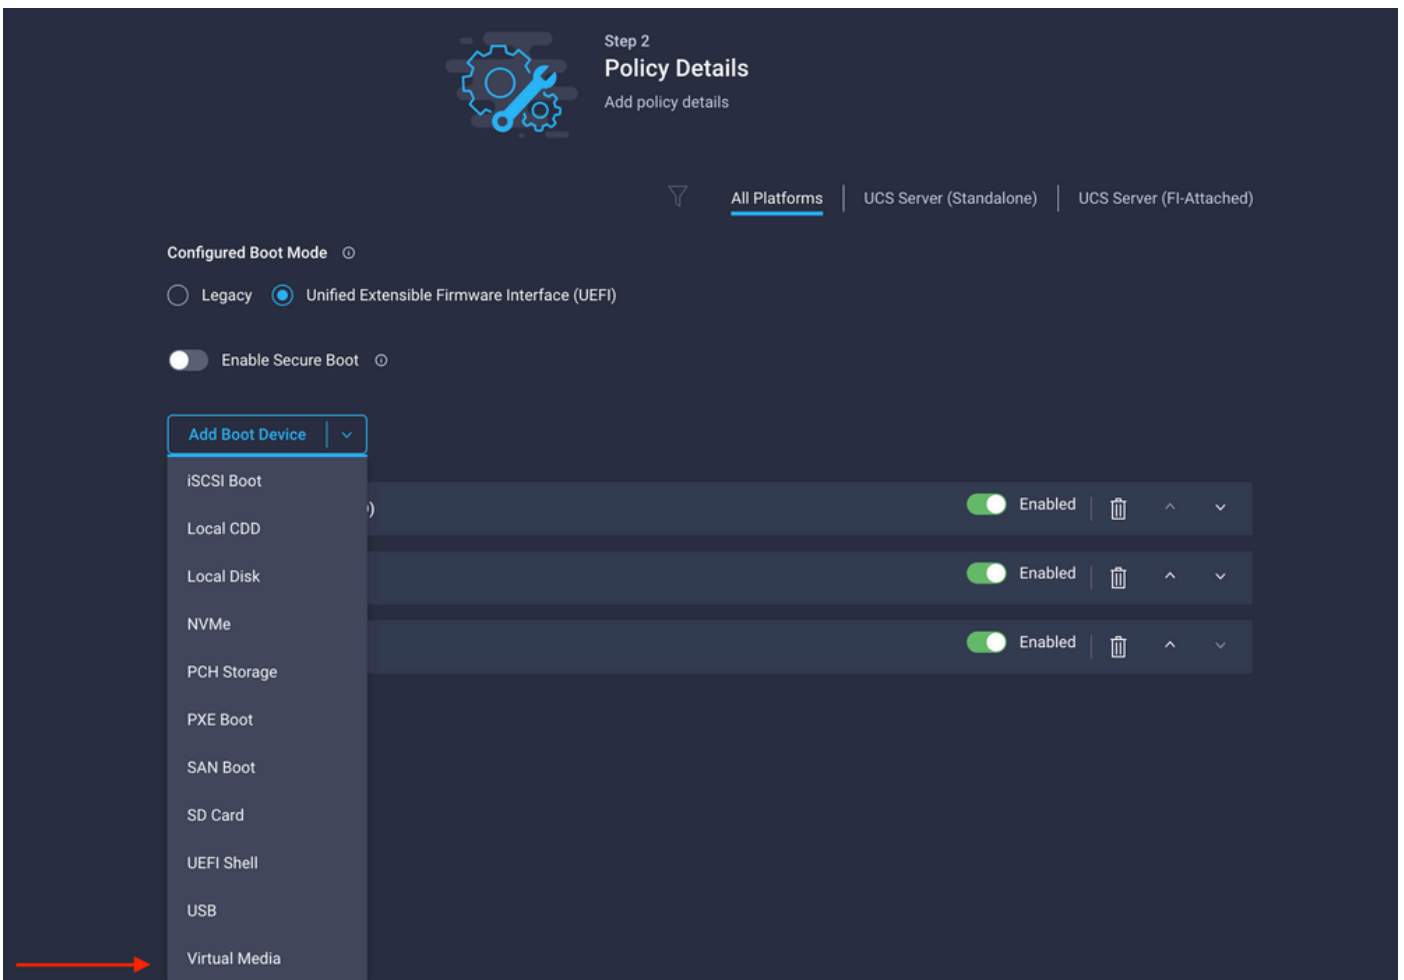 Step 2
Policy Details
Add policy details
All Platforms UCS Server (Standalone) UCS Server (FI-Attached)
Configured Boot Mode
Legacy Unified Extensible Firmware Interface (UEFI)
Enable Secure Boot
Add Boot Device
iSCSI Boot
) Enabled
Local CDD
Local Disk
Enabled
NVMe
Enabled
PCH Storage
PXE Boot
SAN Boot
SD Card
UEFI Shell
USB
Virtual Media